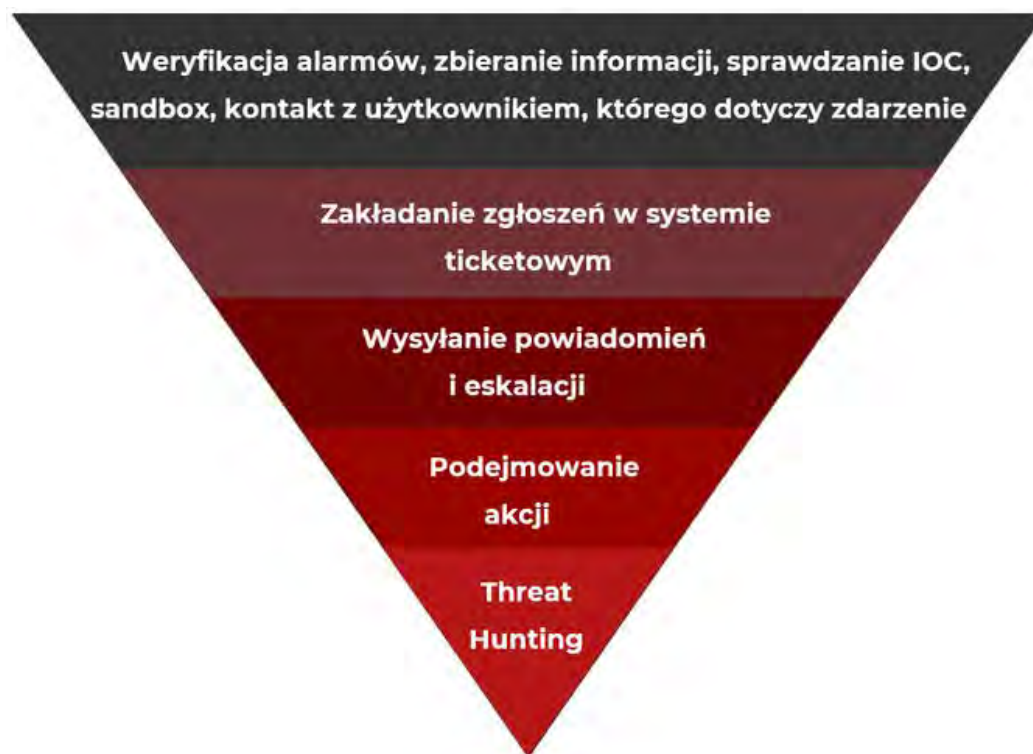 Weryfikacja alarmów, zbieranie informacji, sprawdzanie IOC,
sandbox, kontakt z użytkownikiem, którego dotyczy zdarzenie
Zakładanie zgłoszeń w systemie
ticketowym
Wysyłanie powiadomień
i eskalacji
Podejmowanie
akcji
Threat
Hunting